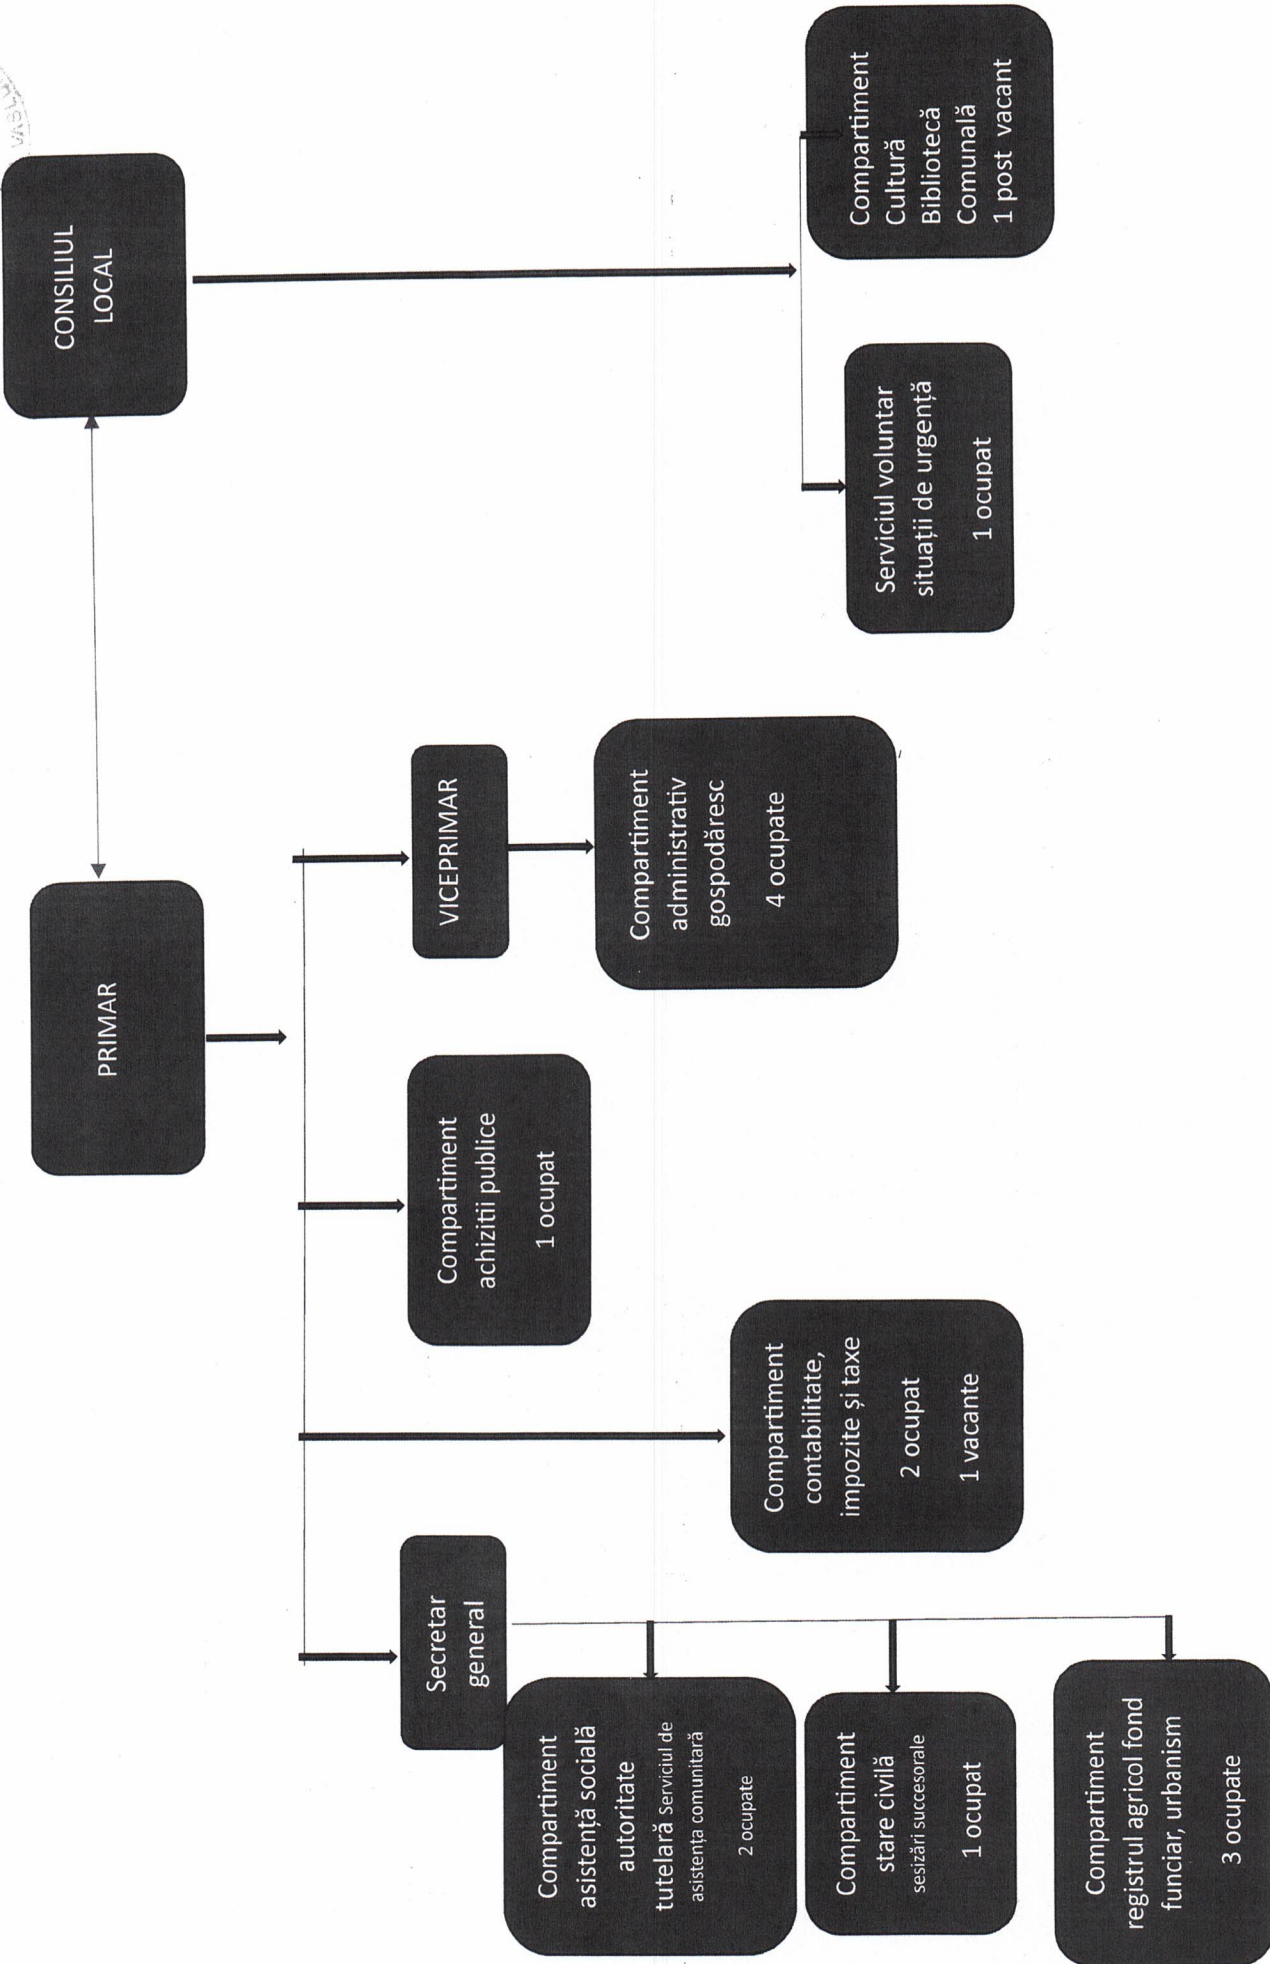 VASLUI
CONSILIUL
LOCAL
PRIMAR
VICEPRIMAR
Compartiment
administrativ
gospodăresc
4 ocupate
Compartiment
achizitii publice
1 ocupat
Compartiment
contabilitate,
impozite și taxe
2 ocupat
1 vacante
Secretar
general
Compartiment
asistență socială
autoritate
tutelară Serviciul de
asistența comunitară
2 ocupate
Compartiment
stare civilă
sesizări succesorale
1 ocupat
Compartiment
registrul agricol fond
funciar, urbanism
3 ocupate
Serviciul voluntar
situații de urgență
1 ocupat
Compartiment
Cultură
Bibliotecă
Comunală
1 post vacant